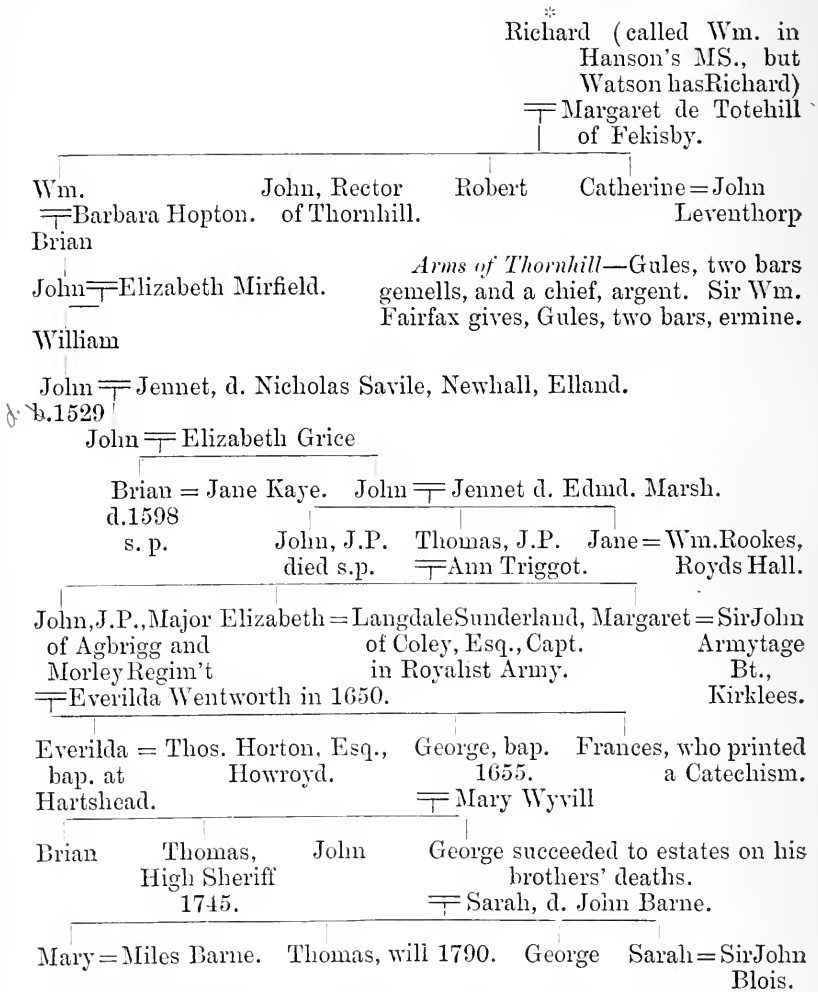 *
Richard (called Wm. in
Hanson's MS., but
Watson has Richard)
= Margaret de Totehill
of Fekisby.
Wm. John, Rector Robert Catherine = John
= Barbara Hopton. of Thornhill. Leventhorp
Brian
Arms of Thornhill—Gules, two bars
John = Elizabeth Mirfield. gemells, and a chief, argent. Sir Wm.
Fairfax gives, Gules, two bars, ermine.
William
John = Jennet, d. Nicholas Savile, Newhall, Elland.
b.1529
John = Elizabeth Grice
Brian = Jane Kaye. John = Jennet d. Edmd. Marsh.
d.1598
s. p. John, J.P. Thomas, J.P. Jane = Wm. Rookes,
died s.p. = Ann Triggot. Royds Hall.
John, J.P., Major Elizabeth = Langdale Sunderland, Margaret = Sir John
of Agbrigg and of Coley, Esq., Capt. Armytage
Morley Regim't in Royalist Army. Bt.,
= Everilda Wentworth in 1650. Kirklees.
Everilda = Thos. Horton, Esq., George, bap. Frances, who printed
bap. at Howroyd. 1655. a Catechism.
Hartshead. = Mary Wyvill
Brian Thomas, John George succeeded to estates on his
High Sheriff brothers' deaths.
1745. = Sarah, d. John Barne.
Mary = Miles Barne. Thomas, will 1790. George Sarah = Sir John
Blois.